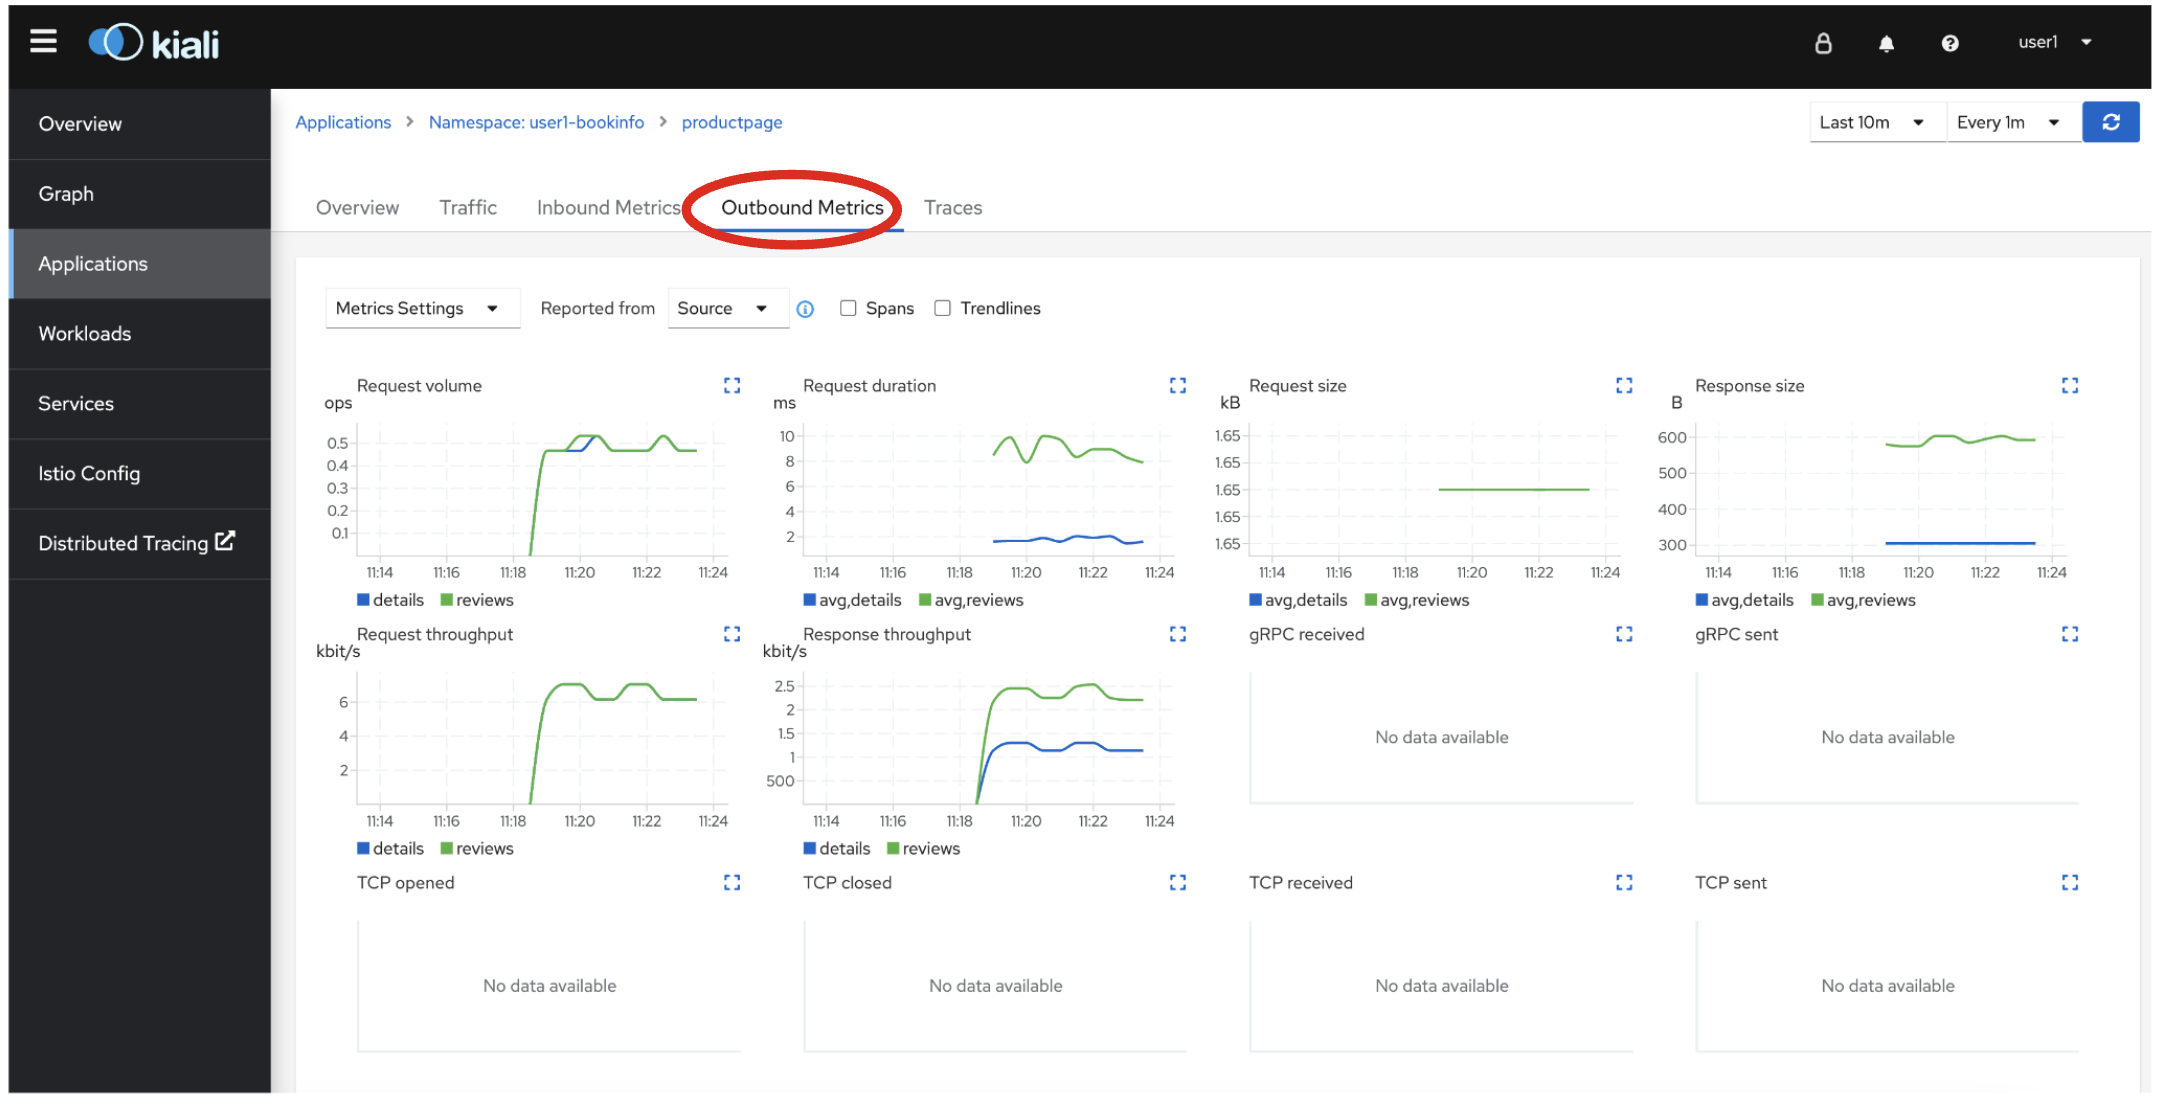 kiali
user1
Overview
Graph
Applications
Workloads
Services
Istio Config
Distributed Tracing
Applications > Namespace: user1-bookinfo > productpage
Last 10m
Every 1m
Overview
Traffic
Inbound Metrics
Outbound Metrics
Traces
Metrics Settings
Reported from
Source
Spans
Trendlines
Request volume
ops
0.5
0.4
0.3
0.2
0.1
11:14 11:16 11:18 11:20 11:22 11:24
details reviews
Request duration
ms
10
8
6
4
2
11:14 11:16 11:18 11:20 11:22 11:24
avg,details avg,reviews
Request size
kB
1.65
1.65
1.65
1.65
1.65
11:14 11:16 11:18 11:20 11:22 11:24
avg,details avg,reviews
Response size
B
600
500
400
300
11:14 11:16 11:18 11:20 11:22 11:24
avg,details avg,reviews
Request throughput
kbit/s
6
4
2
11:14 11:16 11:18 11:20 11:22 11:24
details reviews
Response throughput
kbit/s
2.5
2
1.5
1
500
11:14 11:16 11:18 11:20 11:22 11:24
details reviews
gRPC received
No data available
gRPC sent
No data available
TCP opened
No data available
TCP closed
No data available
TCP received
No data available
TCP sent
No data available